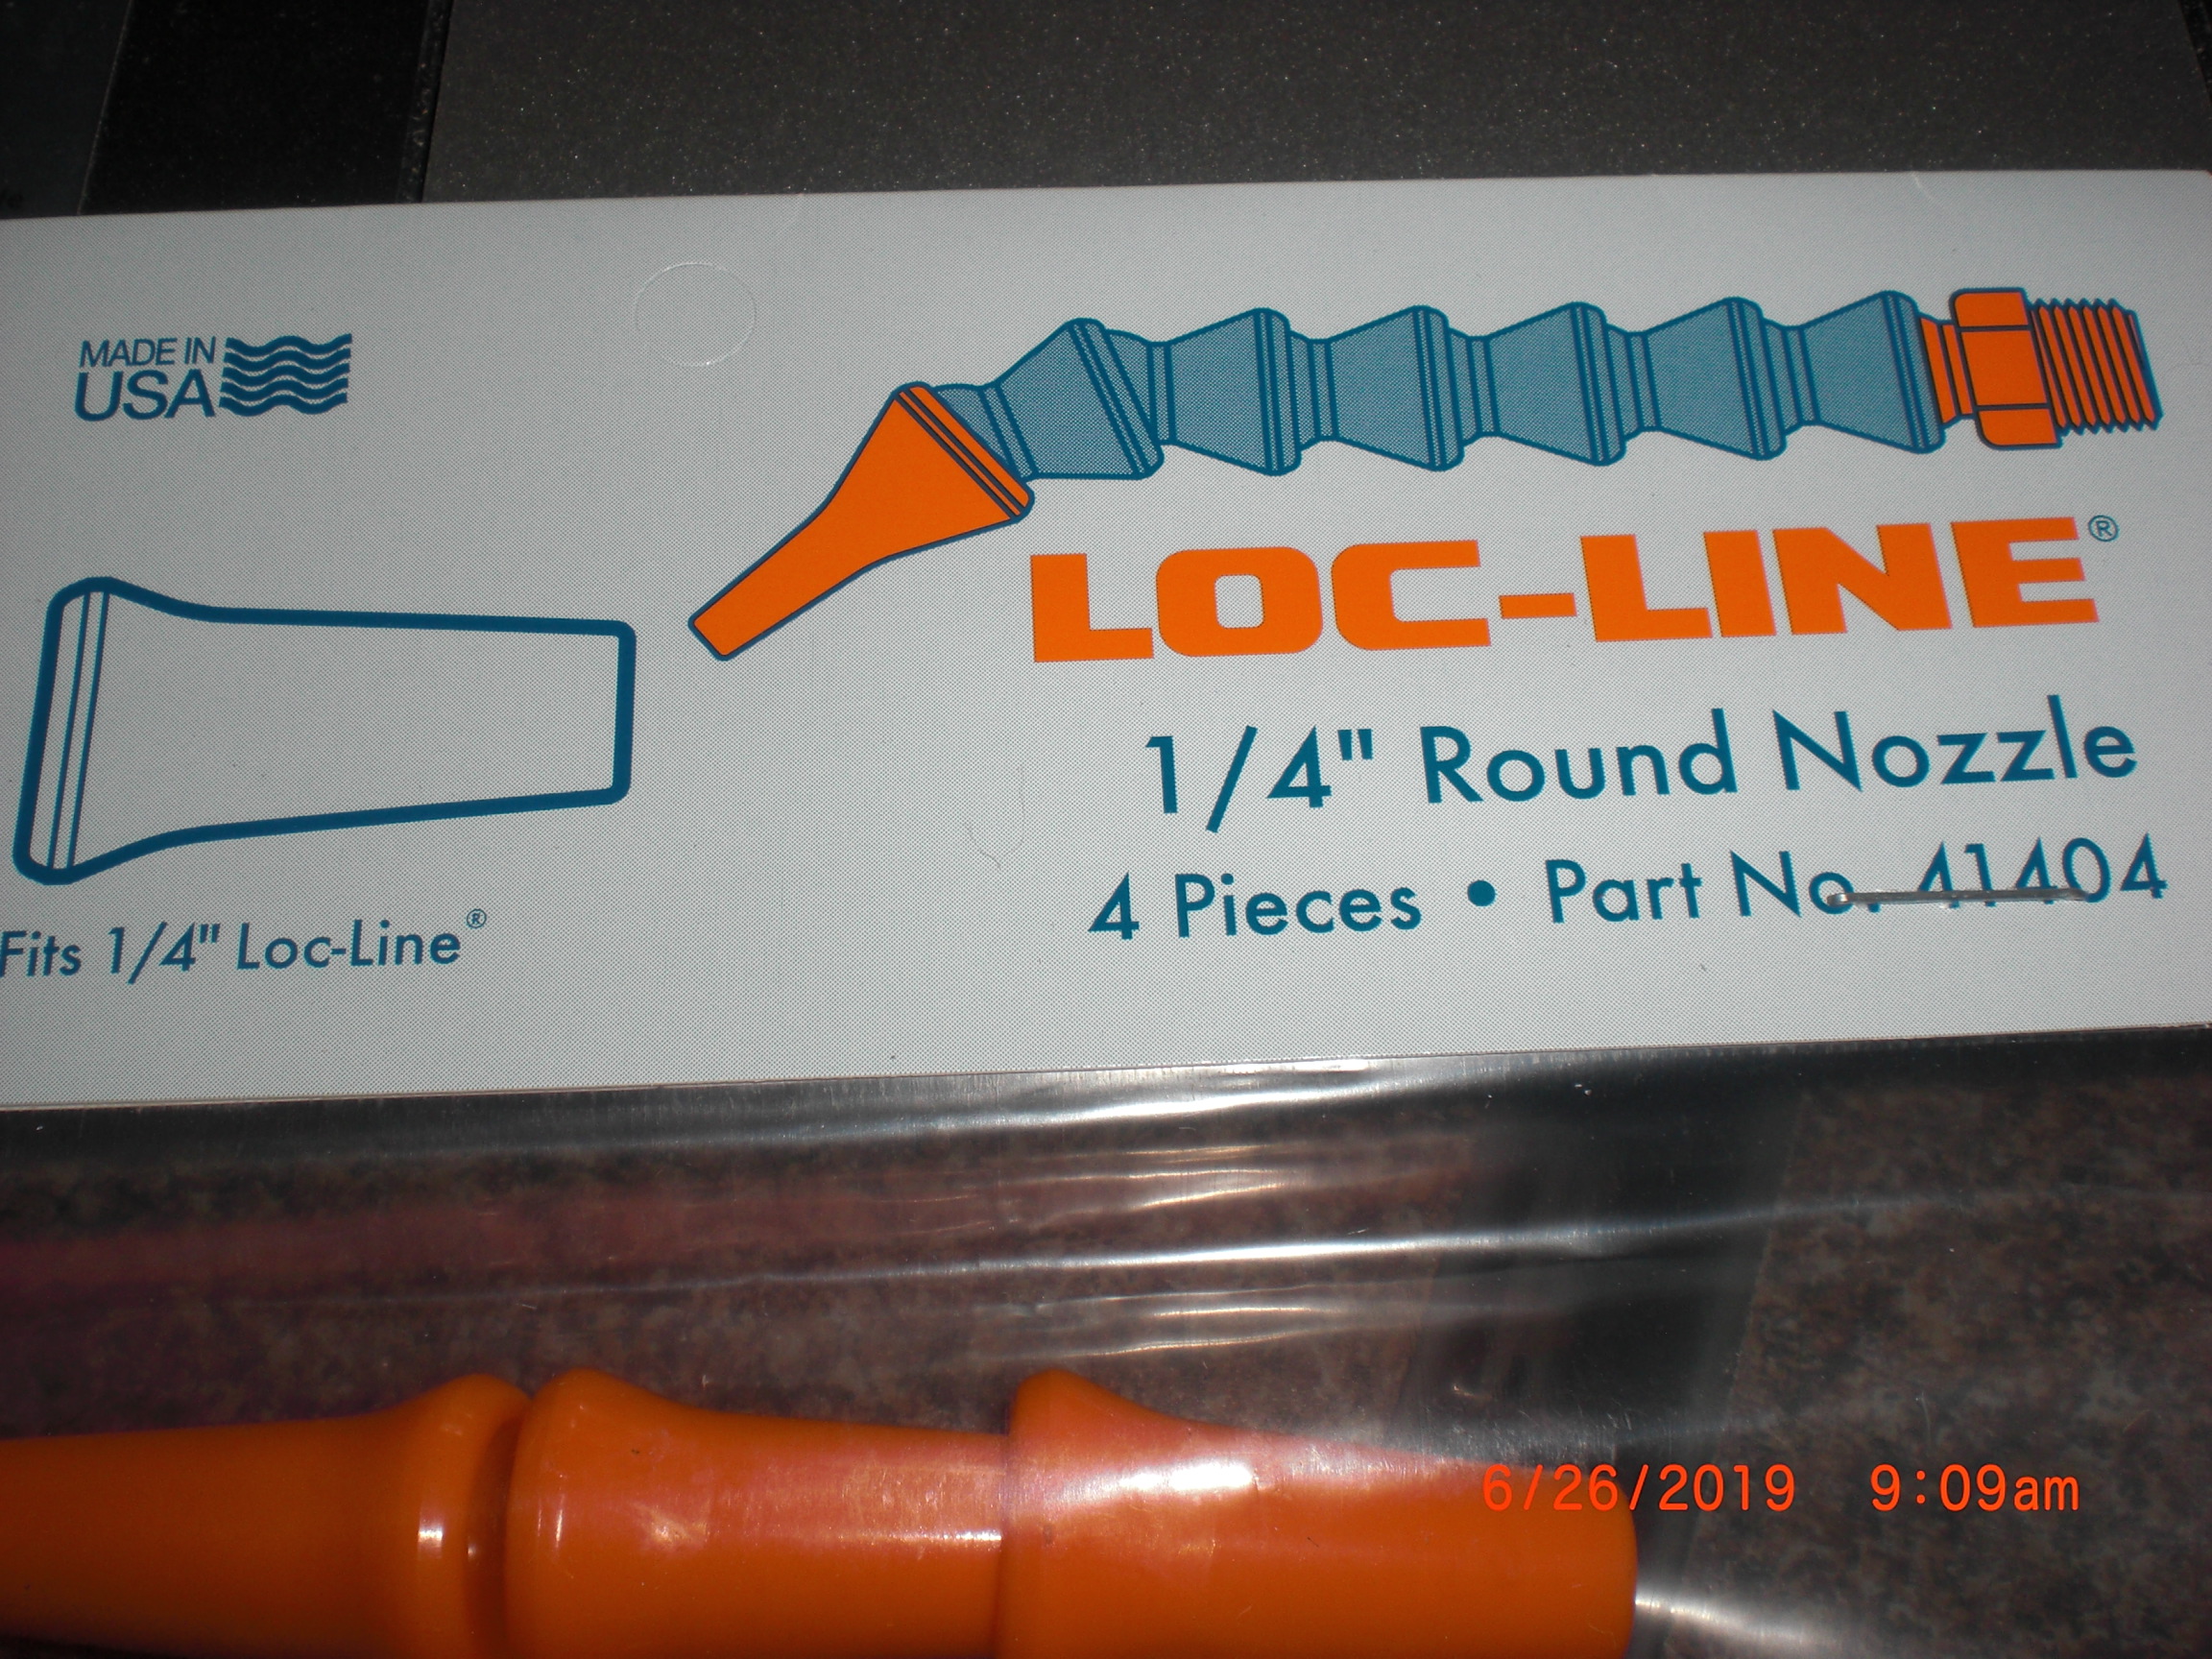 MADE IN
USA
LOC-LINE®
1/4" Round Nozzle
4 Pieces • Part No. 41404
Fits 1/4" Loc-Line®
6/26/2019 9:09am